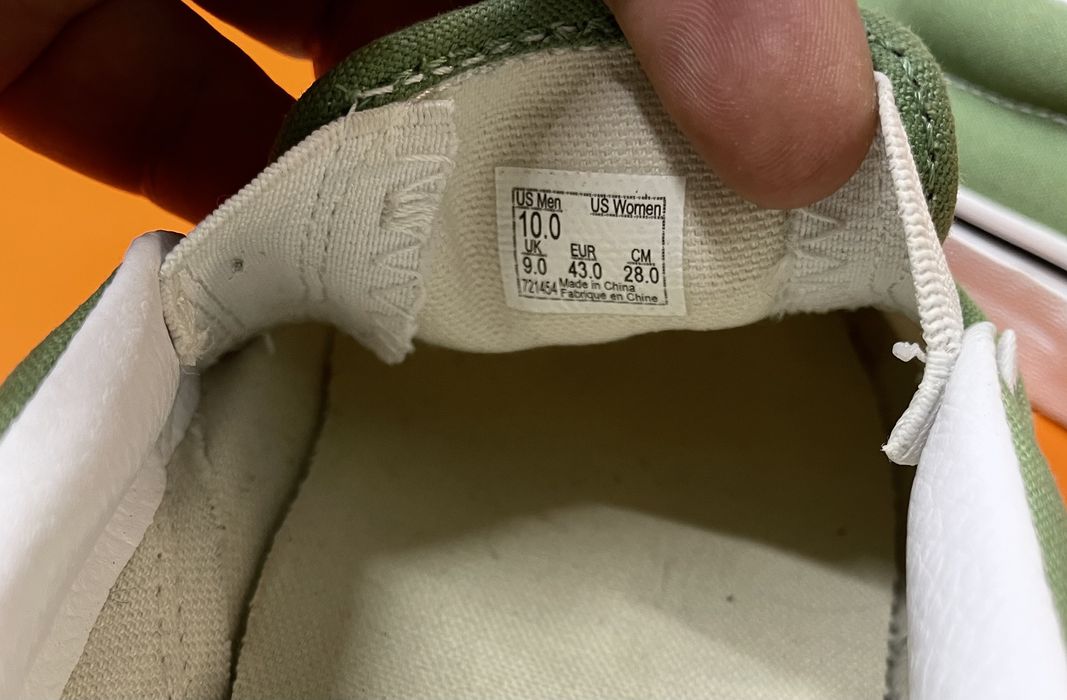 US Men US Women
10.0
UK EUR CM
9.0 43.0 28.0
721454 Made in China
Fabriqué en Chine